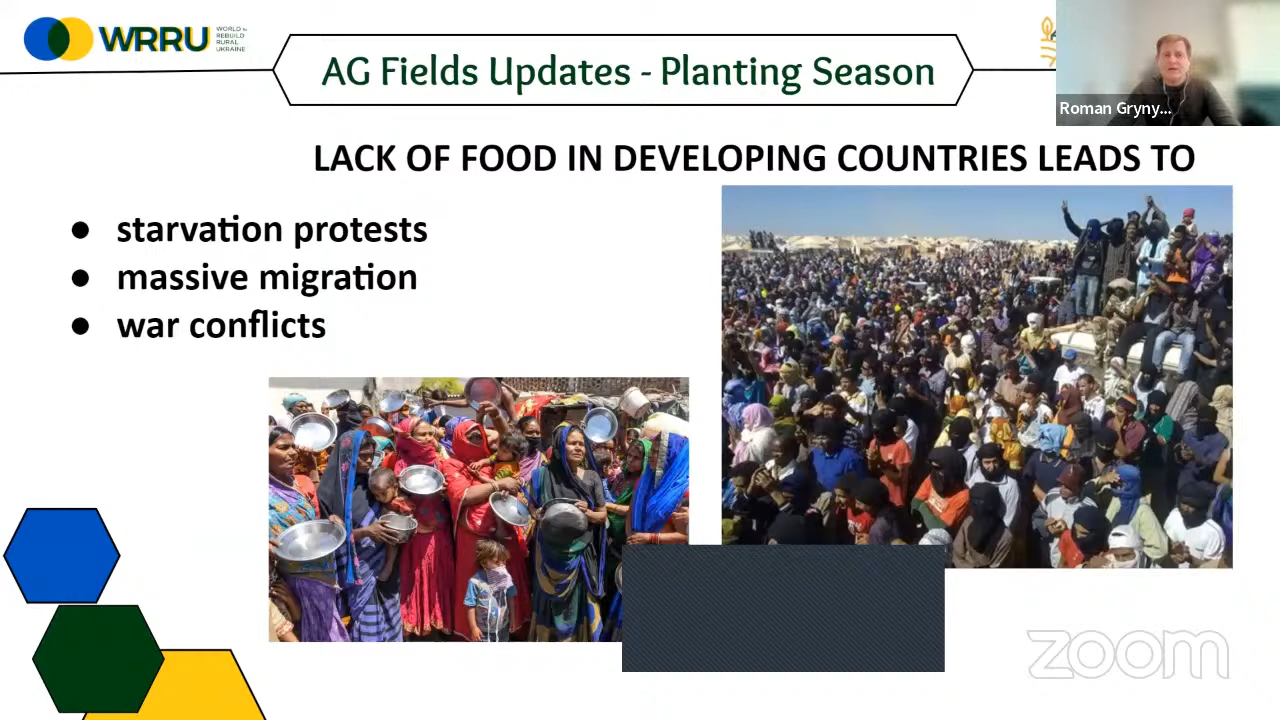 WRRU
WORLD to
REBUILD
RURAL
UKRAINE
AG Fields Updates - Planting Season
Roman Gryny...
LACK OF FOOD IN DEVELOPING COUNTRIES LEADS TO
● starvation protests
● massive migration
● war conflicts
zoom